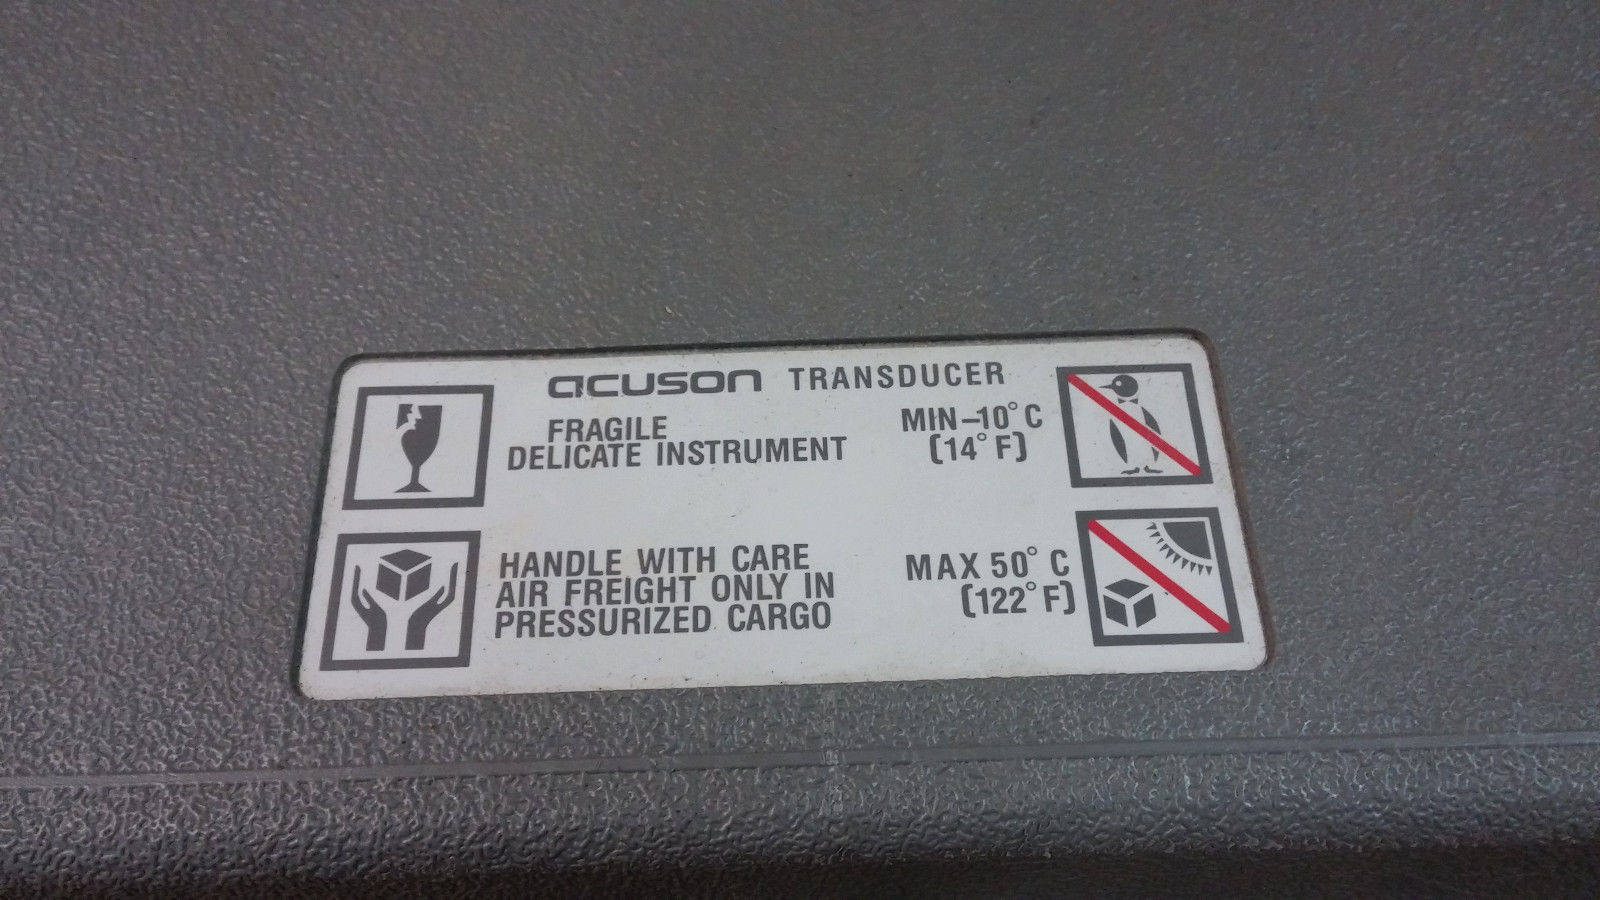 acuson TRANSDUCER
FRAGILE
DELICATE INSTRUMENT
MIN -10° C
(14° F)
HANDLE WITH CARE
AIR FREIGHT ONLY IN
PRESSURIZED CARGO
MAX 50° C
(122° F)